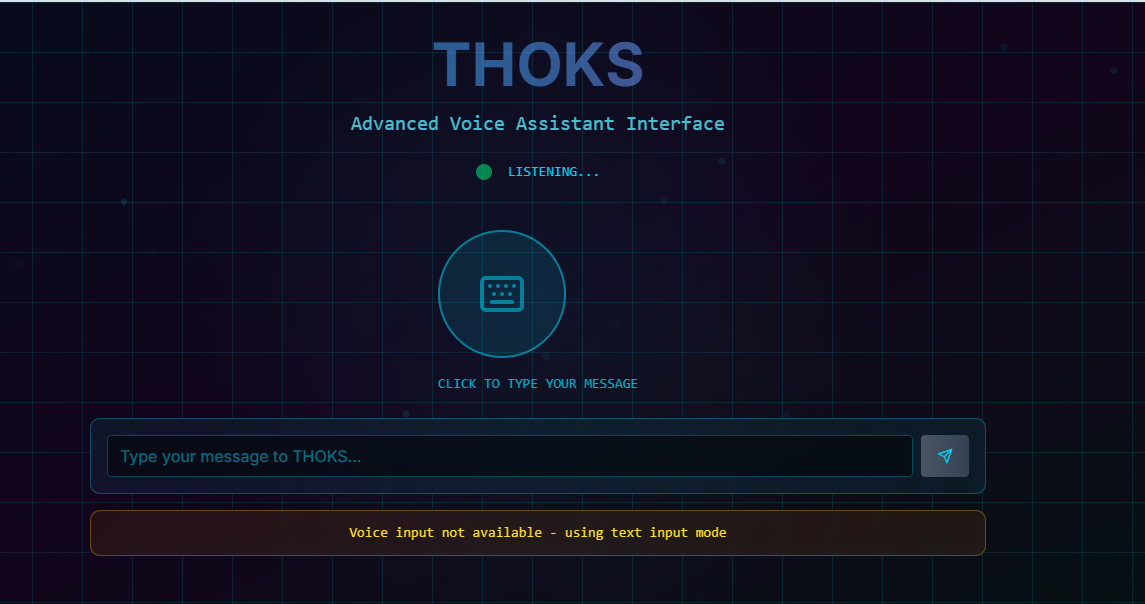 THOKS
Advanced Voice Assistant Interface
LISTENING...
CLICK TO TYPE YOUR MESSAGE
Type your message to THOKS...
Voice input not available - using text input mode